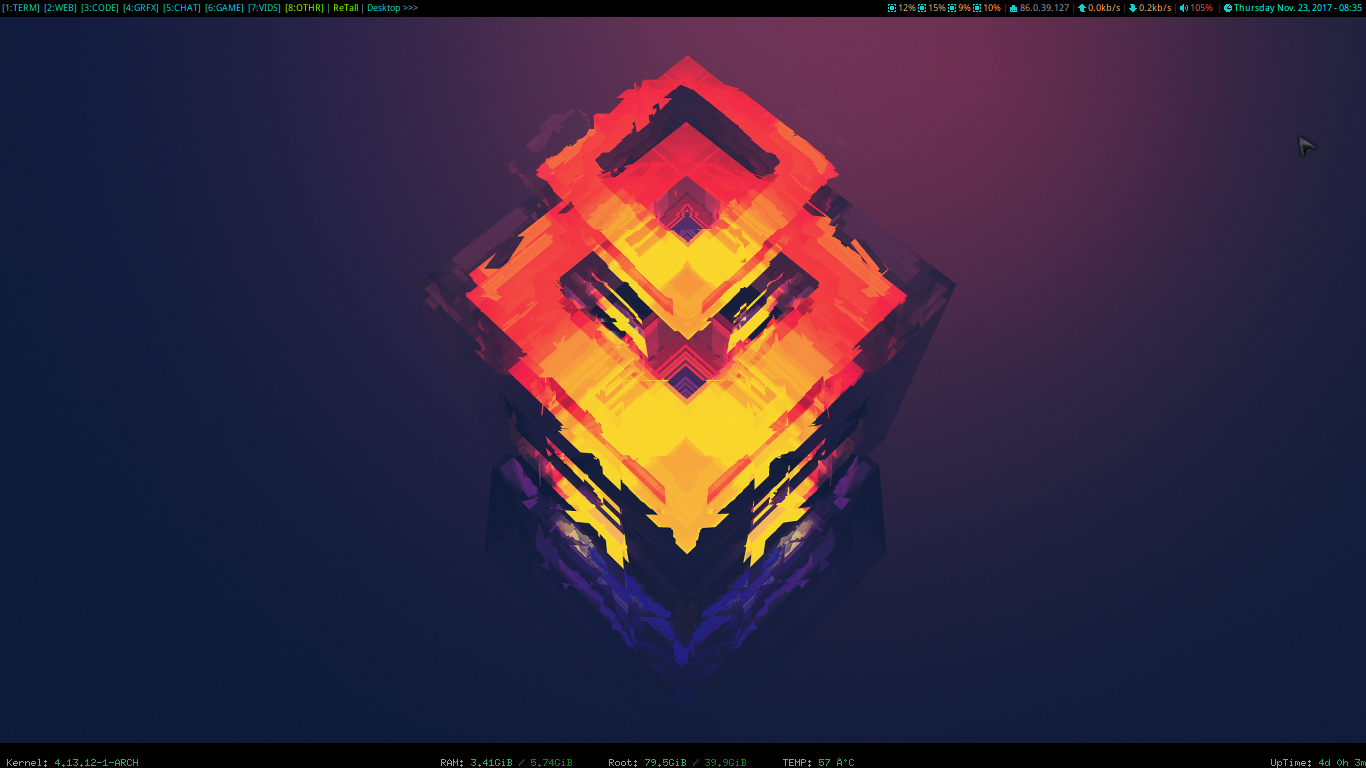 [1:TERM] [2:WEB] [3:CODE] [4:GRFX] [5:CHAT] [6:GAME] [7:VIDS] [8:OTHR] | ReTall | Desktop >>> 12% 15% 9% 10% | 86.0.39.127 | 0.0kb/s | 0.2kb/s | 105% | Thursday Nov. 23, 2017 - 08:35
Kernel: 4.13.12-1-ARCH RAM: 3.41GiB / 5.74GiB Root: 79.5GiB / 39.9GiB TEMP: 57 Â°C UpTime: 4d 0h 3m